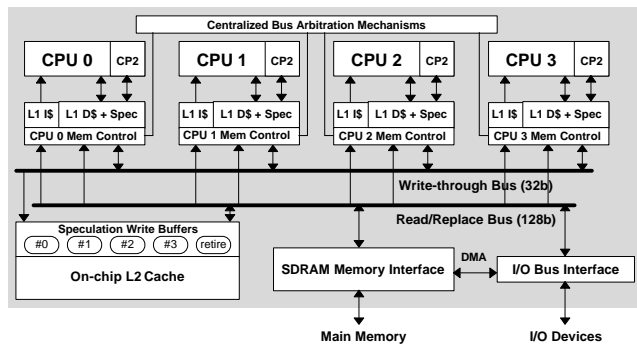 Centralized Bus Arbitration Mechanisms
CPU 0 CP2 CPU 1 CP2 CPU 2 CP2 CPU 3 CP2
L1 I$ L1 D$ + Spec L1 I$ L1 D$ + Spec L1 I$ L1 D$ + Spec L1 I$ L1 D$ + Spec
CPU 0 Mem Control CPU 1 Mem Control CPU 2 Mem Control CPU 3 Mem Control
Write-through Bus (32b)
Read/Replace Bus (128b)
Speculation Write Buffers
#0 #1 #2 #3 retire
On-chip L2 Cache
SDRAM Memory Interface
DMA
I/O Bus Interface
Main Memory
I/O Devices